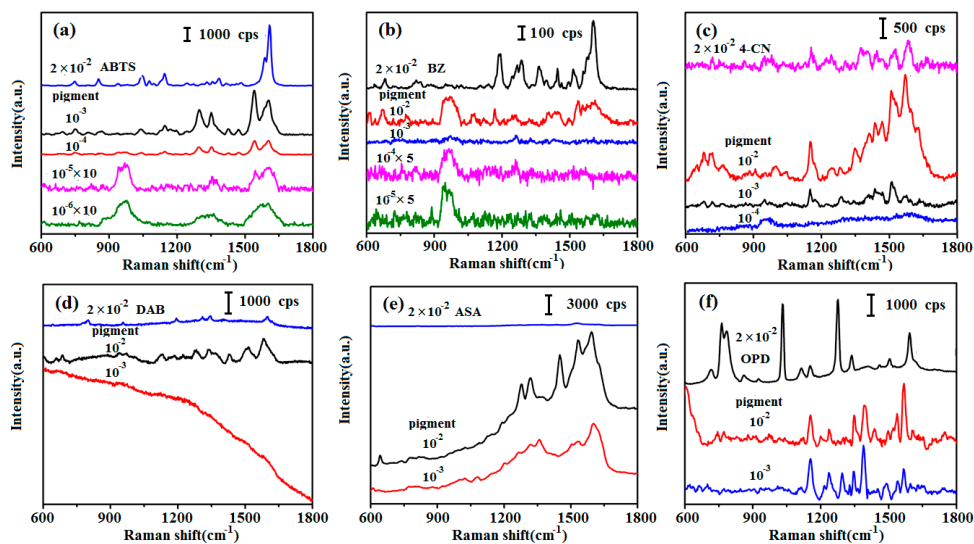 (a)
1000 cps
2×10⁻² ABTS
pigment
10⁻³
10⁻⁴
10⁻⁵×10
10⁻⁶×10
600 900 1200 1500 1800
Raman shift(cm⁻¹)
Intensity(a.u.)
(b)
100 cps
2×10⁻² BZ
pigment
10⁻²
10⁻³
10⁻⁴×5
10⁻⁵×5
600 900 1200 1500 1800
Raman shift(cm⁻¹)
Intensity(a.u.)
(c)
500 cps
2×10⁻² 4-CN
pigment
10⁻²
10⁻³
10⁻⁴
600 900 1200 1500 1800
Raman shift(cm⁻¹)
Intensity(a.u.)
(d)
1000 cps
2×10⁻² DAB
pigment
10⁻²
10⁻³
600 900 1200 1500 1800
Raman shift(cm⁻¹)
Intensity(a.u.)
(e)
3000 cps
2×10⁻² ASA
pigment
10⁻²
10⁻³
600 900 1200 1500 1800
Raman shift(cm⁻¹)
Intensity(a.u.)
(f)
1000 cps
2×10⁻²
OPD
pigment
10⁻²
10⁻³
600 900 1200 1500 1800
Raman shift(cm⁻¹)
Intensity(a.u.)